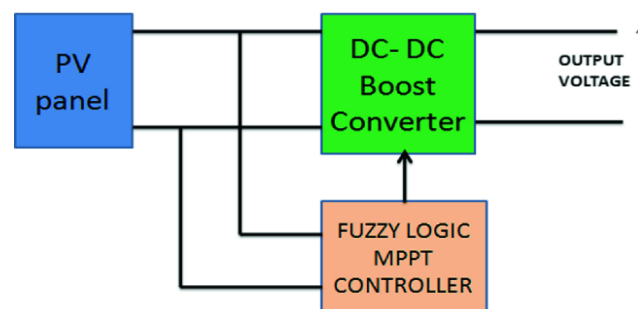 PV
panel
DC- DC
Boost
Converter
OUTPUT
VOLTAGE
FUZZY LOGIC
MPPT
CONTROLLER